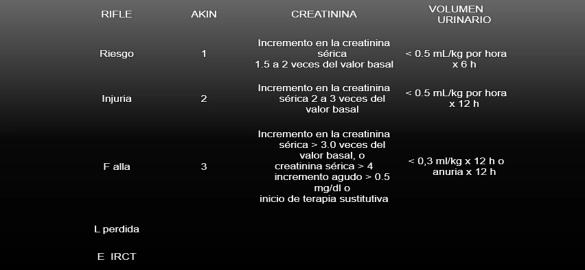 RIFLE AKIN CREATININA VOLUMEN URINARIO
Riesgo 1 Incremento en la creatinina sérica 1.5 a 2 veces del valor basal < 0.5 mL/kg por hora x 6 h
Injuria 2 Incremento en la creatinina sérica 2 a 3 veces del valor basal < 0.5 mL/kg por hora x 12 h
F alla 3 Incremento en la creatinina sérica > 3.0 veces del valor basal, o creatinina sérica > 4 incremento agudo > 0.5 mg/dl o inicio de terapia sustitutiva < 0,3 ml/kg x 12 h o anuria x 12 h
L perdida
E IRCT